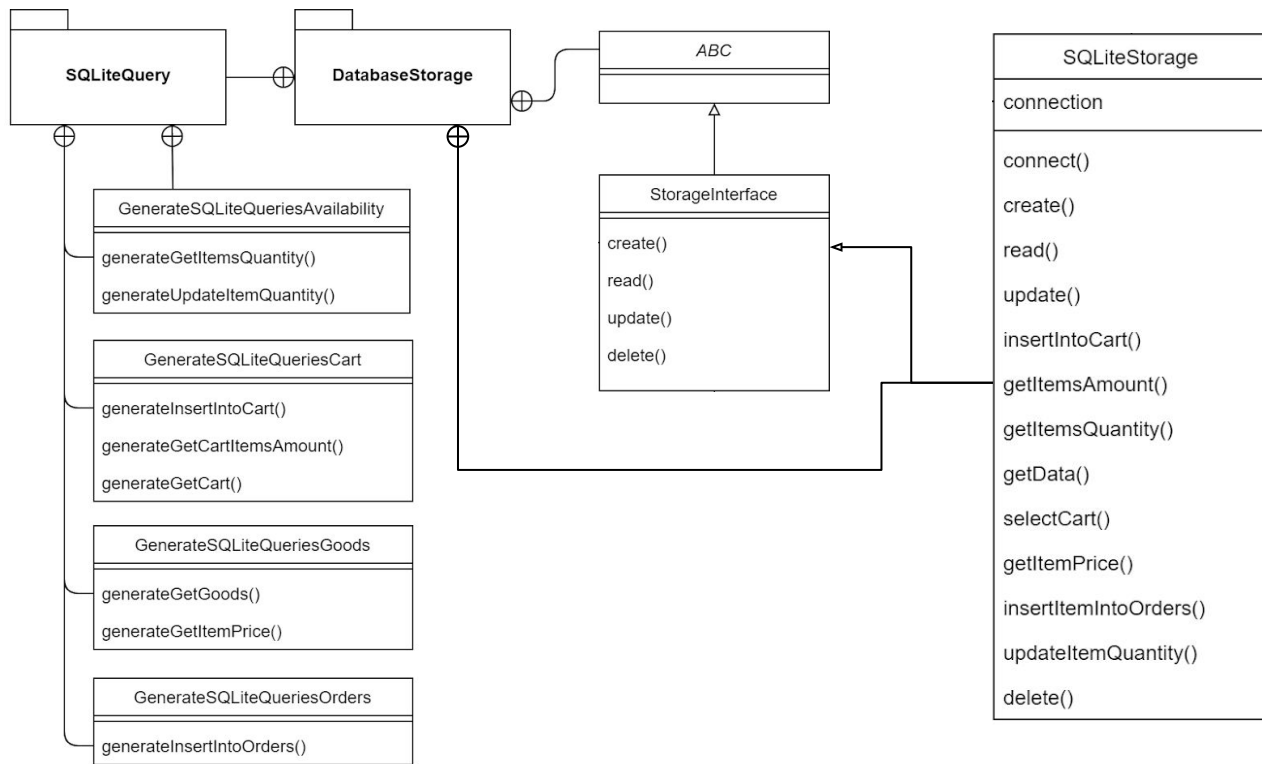 SQLiteQuery
DatabaseStorage
ABC
SQLiteStorage
connection
connect()
create()
read()
update()
insertIntoCart()
getItemsAmount()
getItemsQuantity()
getData()
selectCart()
getItemPrice()
insertItemIntoOrders()
updateItemQuantity()
delete()
StorageInterface
create()
read()
update()
delete()
GenerateSQLiteQueriesAvailability
generateGetItemsQuantity()
generateUpdateItemQuantity()
GenerateSQLiteQueriesCart
generateInsertIntoCart()
generateGetCartItemsAmount()
generateGetCart()
GenerateSQLiteQueriesGoods
generateGetGoods()
generateGetItemPrice()
GenerateSQLiteQueriesOrders
generateInsertIntoOrders()